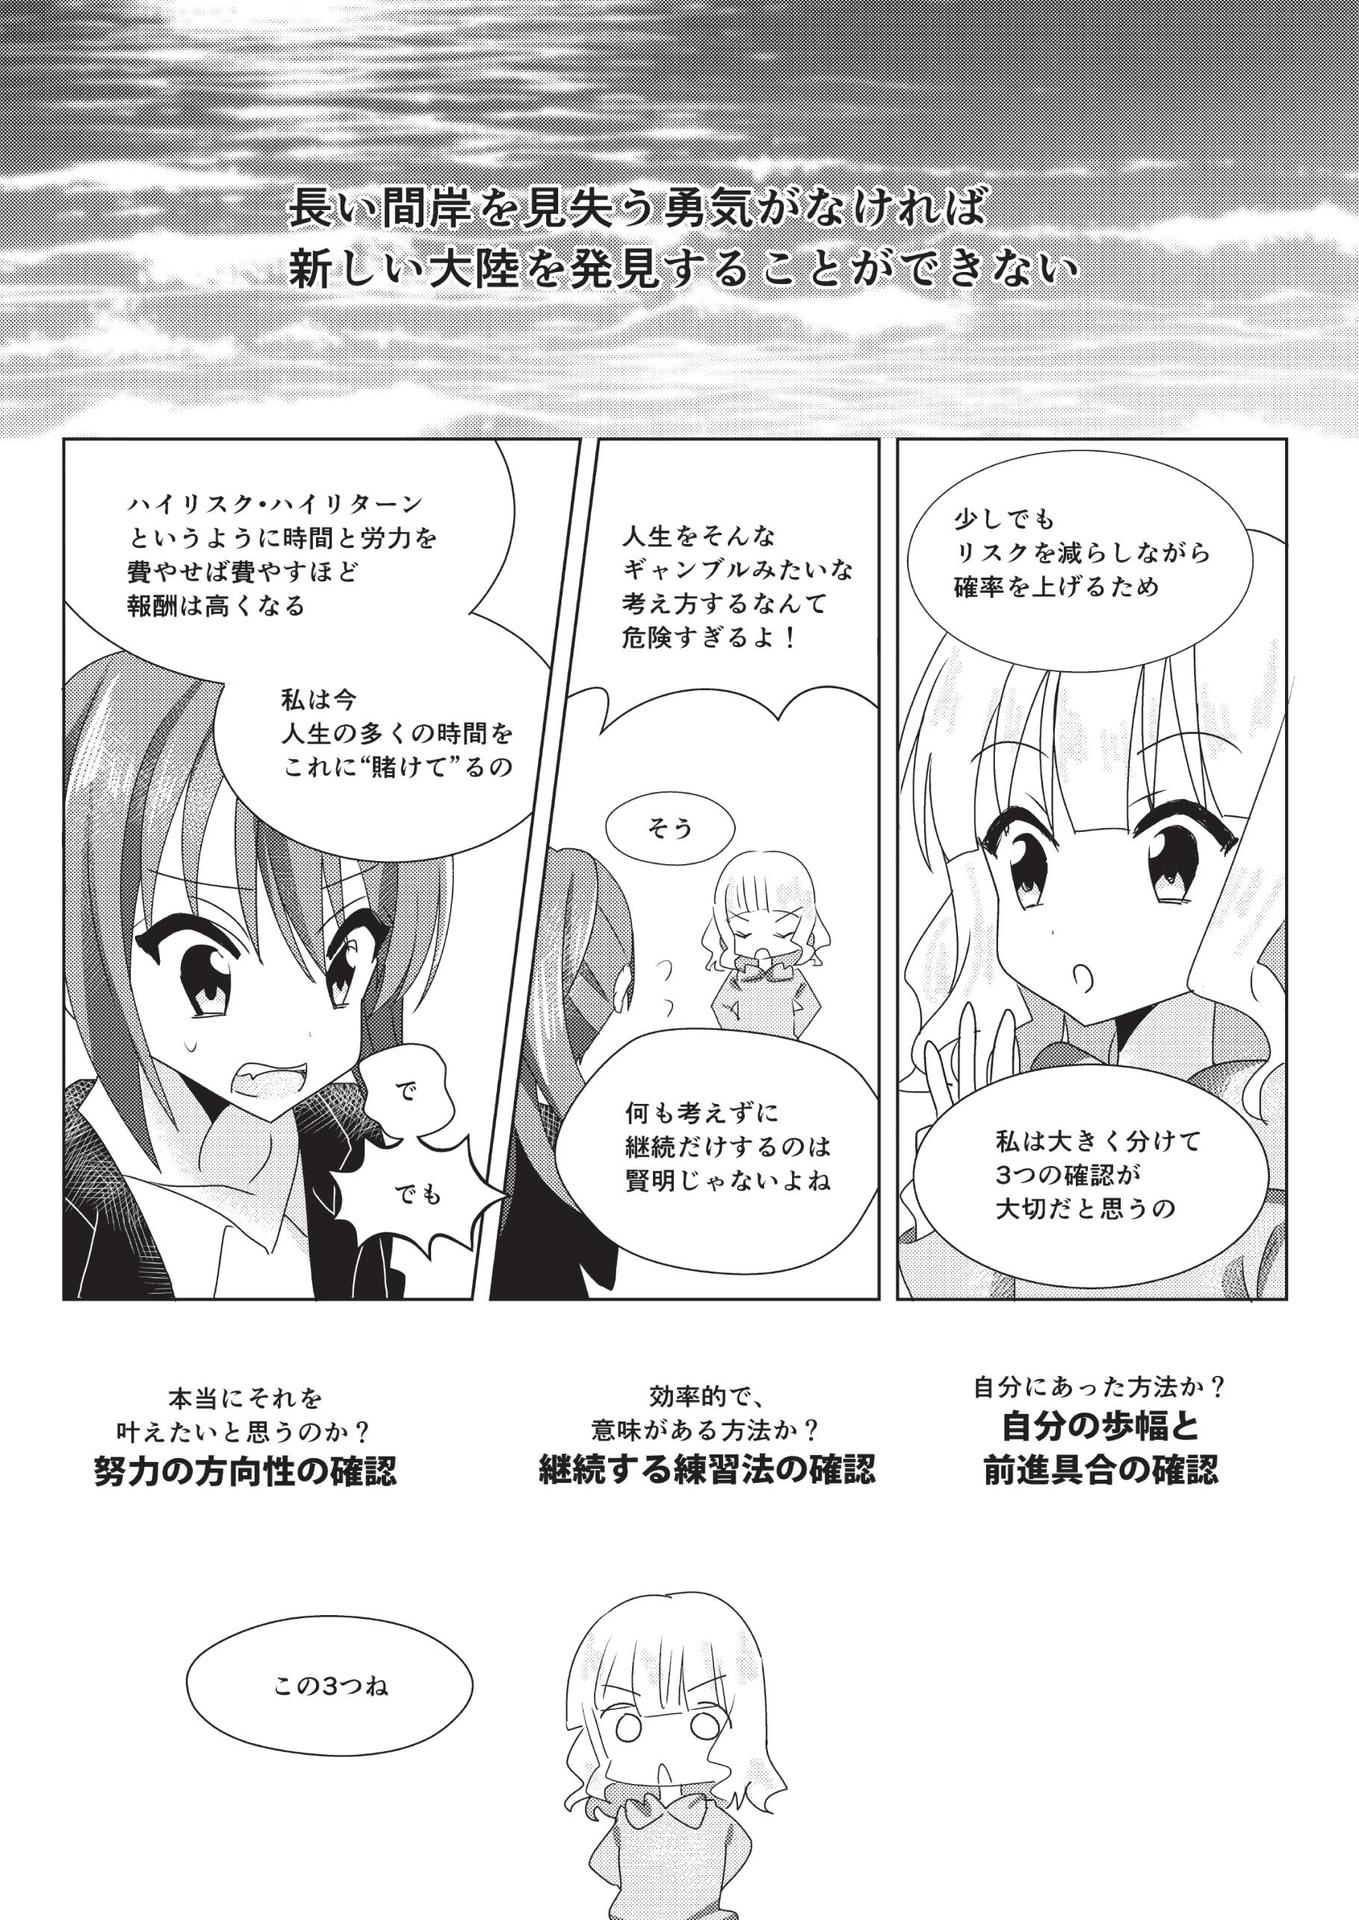 長い間岸を見失う勇気がなければ
新しい大陸を発見することができない
ハイリスク・ハイリターン
というように時間と労力を
費やせば費やすほど
報酬は高くなる
私は今
人生の多くの時間を
これに“賭けて”るの
で
でも
人生をそんな
ギャンブルみたいな
考え方するなんて
危険すぎるよ！
そう
何も考えずに
継続だけするのは
賢明じゃないよね
少しでも
リスクを減らしながら
確率を上げるため
私は大きく分けて
3つの確認が
大切だと思うの
本当にそれを
叶えたいと思うのか？
努力の方向性の確認
効率的で、
意味がある方法か？
継続する練習法の確認
自分にあった方法か？
自分の歩幅と
前進具合の確認
この3つね